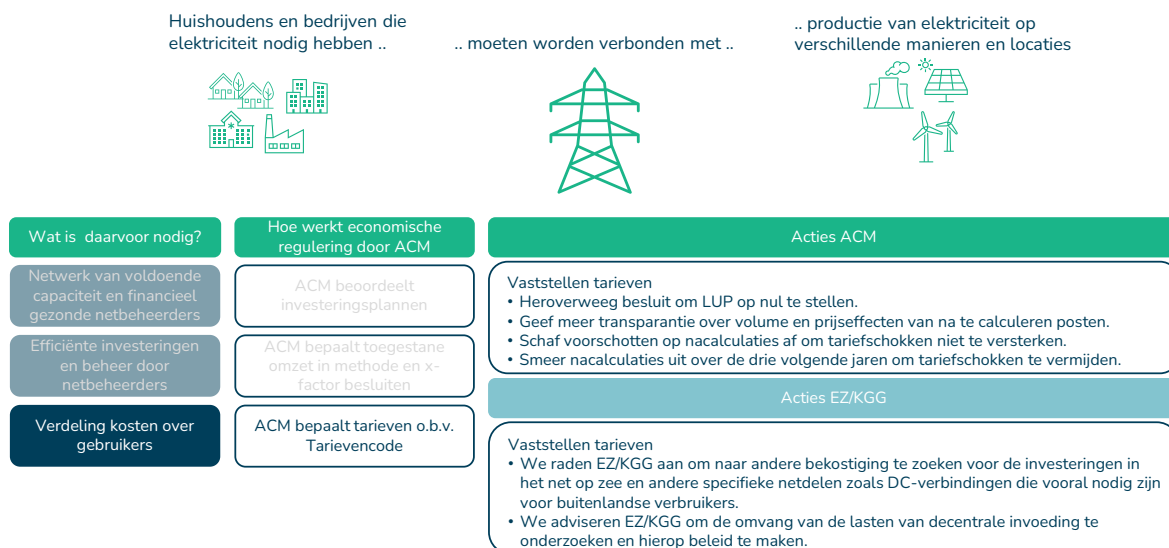 Huishoudens en bedrijven die
elektriciteit nodig hebben ..
.. moeten worden verbonden met ..
.. productie van elektriciteit op
verschillende manieren en locaties
Wat is daarvoor nodig?
Hoe werkt economische
regulering door ACM
Acties ACM
Netwerk van voldoende
capaciteit en financieel
gezonde netbeheerders
ACM beoordeelt
investeringsplannen
Efficiënte investeringen
en beheer door
netbeheerders
ACM bepaalt toegestane
omzet in methode en x-
factor besluiten
Verdeling kosten over
gebruikers
ACM bepaalt tarieven o.b.v.
Tarievencode
Vaststellen tarieven
• Heroverweeg besluit om LUP op nul te stellen.
• Geef meer transparantie over volume en prijseffecten van na te calculeren posten.
• Schaf voorschotten op nacalculaties af om tariefschokken niet te versterken.
• Smeer nacalculaties uit over de drie volgende jaren om tariefschokken te vermijden.
Acties EZ/KGG
Vaststellen tarieven
• We raden EZ/KGG aan om naar andere bekostiging te zoeken voor de investeringen in
het net op zee en andere specifieke netdelen zoals DC-verbindingen die vooral nodig zijn
voor buitenlandse verbruikers.
• We adviseren EZ/KGG om de omvang van de lasten van decentrale invoeding te
onderzoeken en hierop beleid te maken.